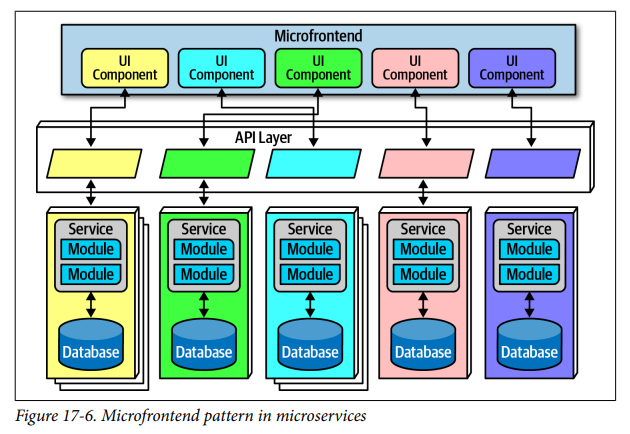 Microfrontend
UI
Component
UI
Component
UI
Component
UI
Component
UI
Component
API Layer
Service
Module
Module
Database
Service
Module
Module
Database
Service
Module
Module
Database
Service
Module
Module
Database
Service
Module
Module
Database
Figure 17-6. Microfrontend pattern in microservices